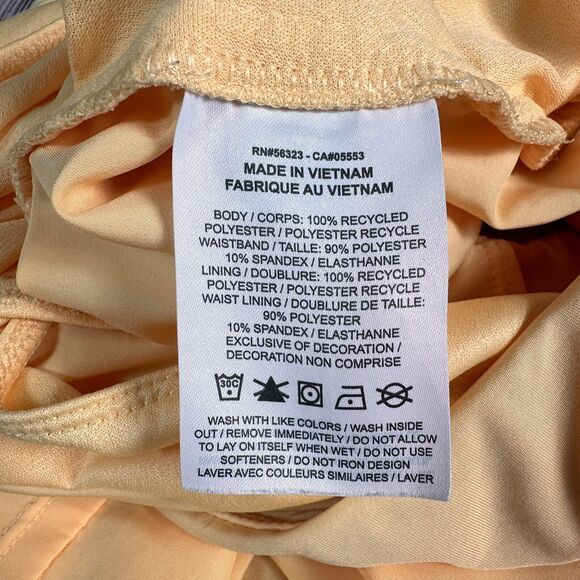 RN#56323 - CA#05553
MADE IN VIETNAM
FABRIQUE AU VIETNAM
BODY / CORPS: 100% RECYCLED
POLYESTER / POLYESTER RECYCLE
WAISTBAND / TAILLE: 90% POLYESTER
10% SPANDEX / ELASTHANNE
LINING / DOUBLURE: 100% RECYCLED
POLYESTER / POLYESTER RECYCLE
WAIST LINING / DOUBLURE DE TAILLE:
90% POLYESTER
10% SPANDEX / ELASTHANNE
EXCLUSIVE OF DECORATION /
DECORATION NON COMPRISE
30C
WASH WITH LIKE COLORS / WASH INSIDE
OUT / REMOVE IMMEDIATELY / DO NOT ALLOW
TO LAY ON ITSELF WHEN WET / DO NOT USE
SOFTENERS / DO NOT IRON DESIGN
LAVER AVEC COULEURS SIMILAIRES / LAVER